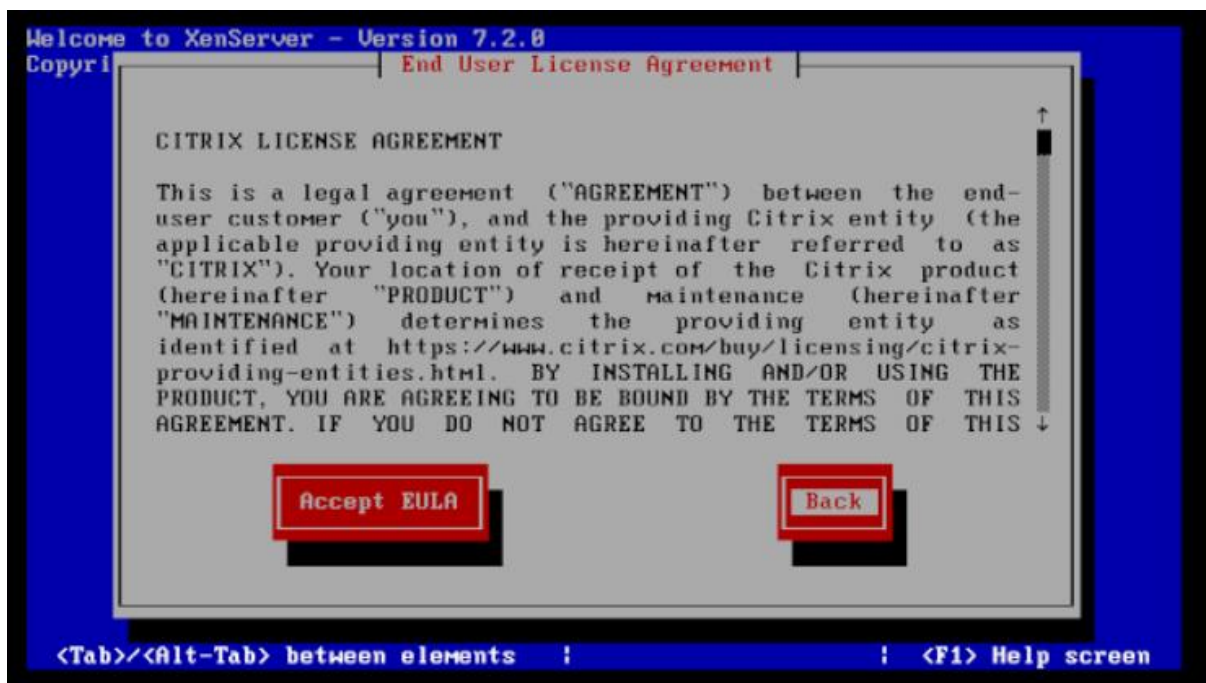 Welcome to XenServer - Version 7.2.0
Copyri
End User License Agreement
CITRIX LICENSE AGREEMENT
This is a legal agreement ("AGREEMENT") between the end-
user customer ("you"), and the providing Citrix entity (the
applicable providing entity is hereinafter referred to as
"CITRIX"). Your location of receipt of the Citrix product
(hereinafter "PRODUCT") and maintenance (hereinafter
"MAINTENANCE") determines the providing entity as
identified at https://www.citrix.com/buy/licensing/citrix-
providing-entities.html. BY INSTALLING AND/OR USING THE
PRODUCT, YOU ARE AGREEING TO BE BOUND BY THE TERMS OF THIS
AGREEMENT. IF YOU DO NOT AGREE TO THE TERMS OF THIS
Accept EULA Back
<Tab>/<Alt-Tab> between elements | | <F1> Help screen